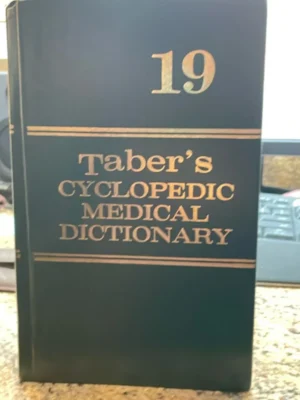 19
Taber's
CYCLOPEDIC
MEDICAL
DICTIONARY